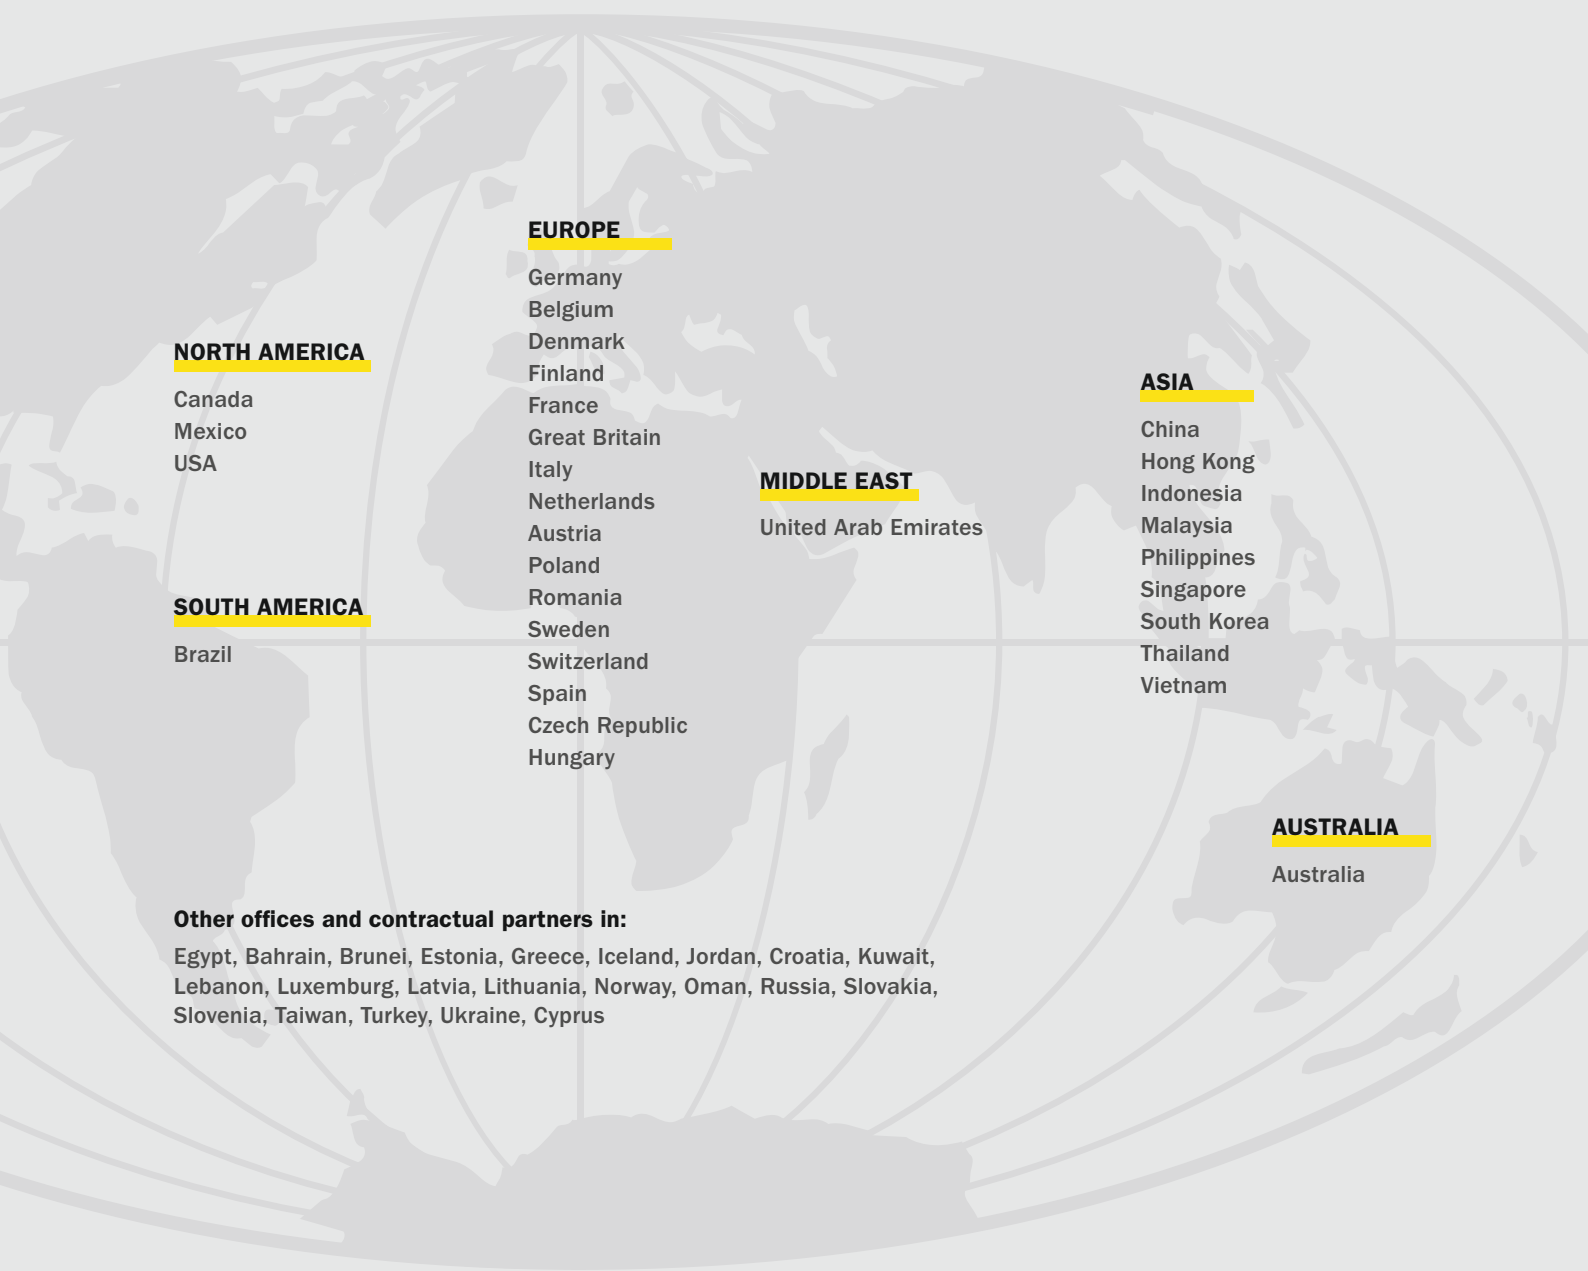 EUROPE
Germany
Belgium
Denmark
Finland
France
Great Britain
Italy
Netherlands
Austria
Poland
Romania
Sweden
Switzerland
Spain
Czech Republic
Hungary
NORTH AMERICA
Canada
Mexico
USA
SOUTH AMERICA
Brazil
MIDDLE EAST
United Arab Emirates
ASIA
China
Hong Kong
Indonesia
Malaysia
Philippines
Singapore
South Korea
Thailand
Vietnam
AUSTRALIA
Australia
Other offices and contractual partners in:
Egypt, Bahrain, Brunei, Estonia, Greece, Iceland, Jordan, Croatia, Kuwait,
Lebanon, Luxemburg, Latvia, Lithuania, Norway, Oman, Russia, Slovakia,
Slovenia, Taiwan, Turkey, Ukraine, Cyprus